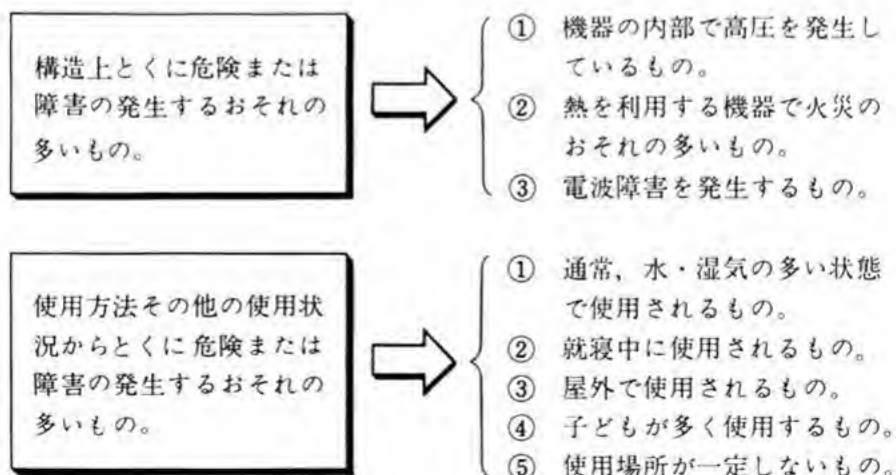 構造上とくに危険または
障害の発生するおそれの
多いもの。
① 機器の内部で高圧を発生し
ているもの。
② 熱を利用する機器で火災の
おそれの多いもの。
③ 電波障害を発生するもの。
使用方法その他の使用状
況からとくに危険または
障害の発生するおそれの
多いもの。
① 通常，水・湿気の多い状態
で使用されるもの。
② 就寝中に使用されるもの。
③ 屋外で使用されるもの。
④ 子どもが多く使用するもの。
⑤ 使用場所が一定しないもの。